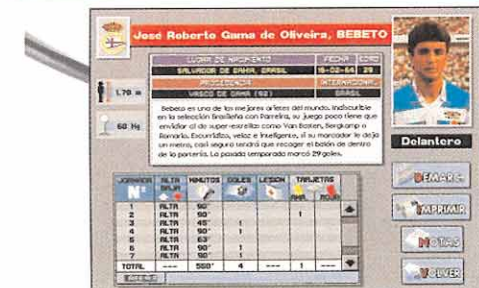 José Roberto Gama de Oliveira, BEBETO
LUGAR DE NACIMIENTO FECHA EDAD
SALVADOR DE BAHIA, BRASIL 16-02-64 29
PROCEDENCIA INTERNACIONAL
VASCO DE GAMA (92) BRASIL
1.78 m
68 Kg
Bebeto es uno de los mejores arietes del mundo. Indiscutible
en la selección Brasileña con Parreira, su juego poco tiene que
envidiar al de super-estrellas como Van Basten, Bergkamp o
Romario. Escurridizo, veloz e inteligente, si su marcador le deja
un metro, casi seguro tendrá que recoger el balón de dentro
de la portería. La pasada temporada marcó 29 goles.
Delantero
JORNADA ALTA MINUTOS GOLES LESION TARJETAS
Nº BAJA AMA. ROJA
1 ALTA 90'
2 ALTA 90' 1
3 ALTA 45' 1
4 ALTA 90' 1
5 ALTA 63'
6 ALTA 90' 1
7 ALTA 90' 1
TOTAL --- 560' 4 --- 1 ---
DEMARC.
IMPRIMIR
NOTAS
VOLVER